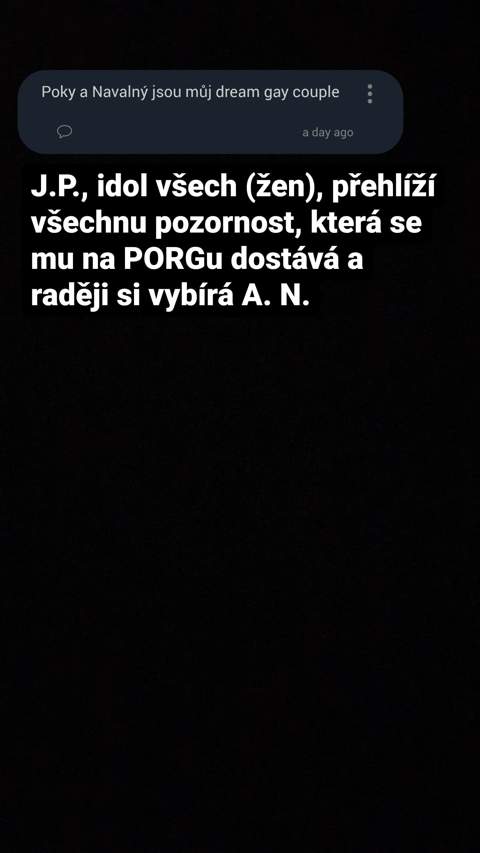 Poky a Navalný jsou můj dream gay couple
a day ago
J.P., idol všech (žen), přehlíží
všechnu pozornost, která se
mu na PORGu dostává a
raději si vybírá A. N.